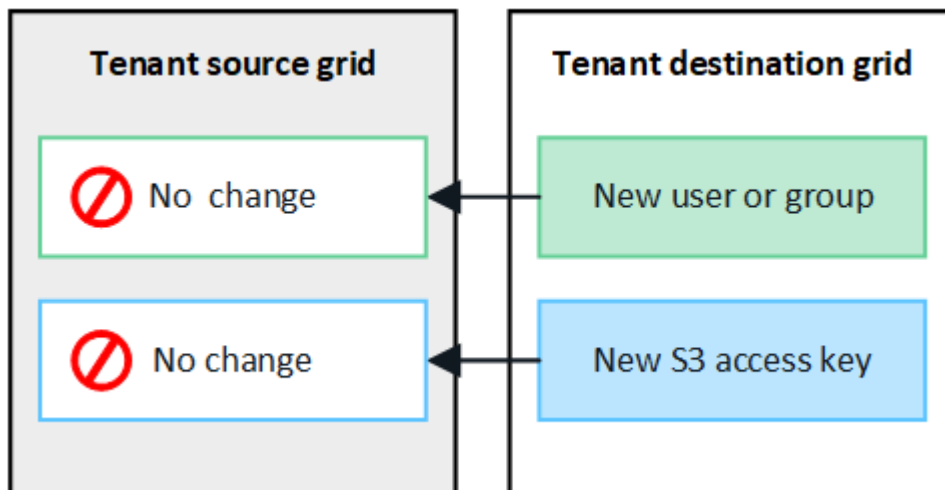 Tenant source grid
No change
No change
Tenant destination grid
New user or group
New S3 access key